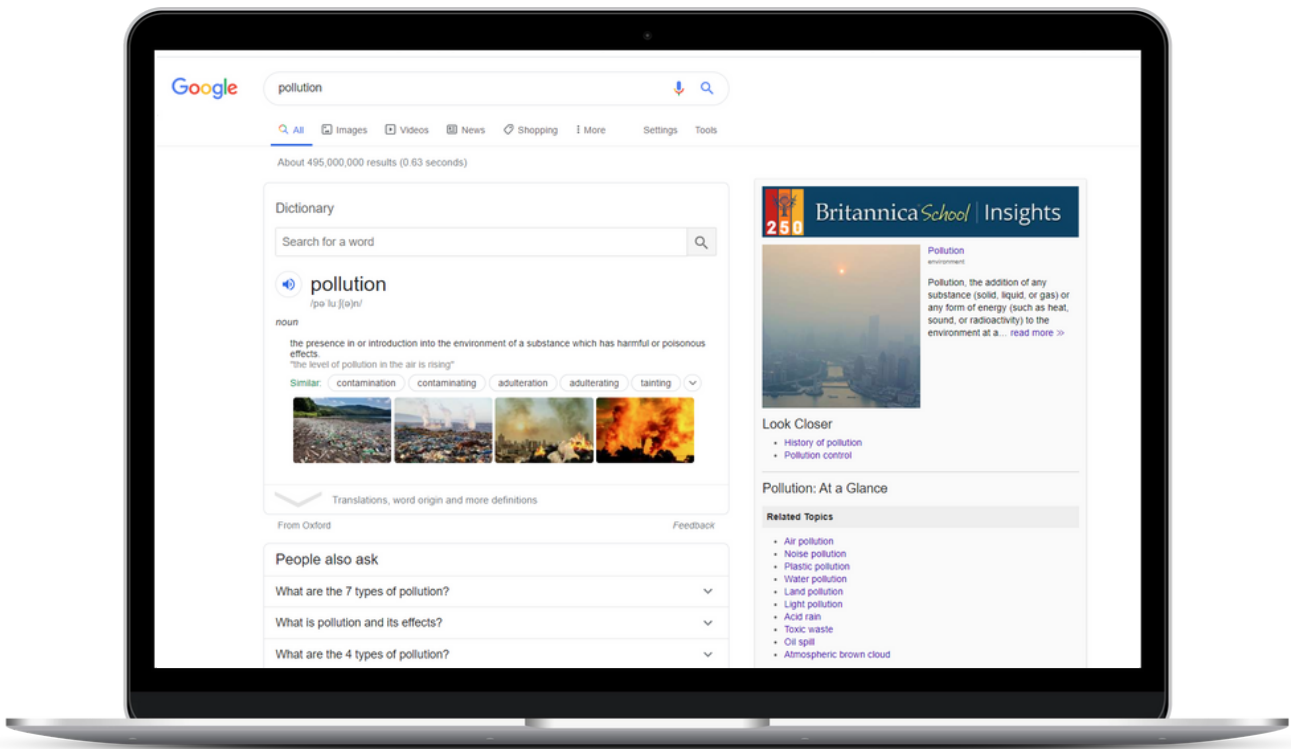 Google
pollution
All Images Videos News Shopping More Settings Tools
About 495,000,000 results (0.63 seconds)
Dictionary
Search for a word
pollution
/pəˈluːʃ(ə)n/
noun
the presence in or introduction into the environment of a substance which has harmful or poisonous
effects.
"the level of pollution in the air is rising"
Similar: contamination contaminating adulteration adulterating tainting
Translations, word origin and more definitions
From Oxford Feedback
People also ask
What are the 7 types of pollution?
What is pollution and its effects?
What are the 4 types of pollution?
250 Britannica School | Insights
Pollution
environment
Pollution, the addition of any
substance (solid, liquid, or gas) or
any form of energy (such as heat,
sound, or radioactivity) to the
environment at a... read more >>
Look Closer
• History of pollution
• Pollution control
Pollution: At a Glance
Related Topics
• Air pollution
• Noise pollution
• Plastic pollution
• Water pollution
• Land pollution
• Light pollution
• Acid rain
• Toxic waste
• Oil spill
• Atmospheric brown cloud